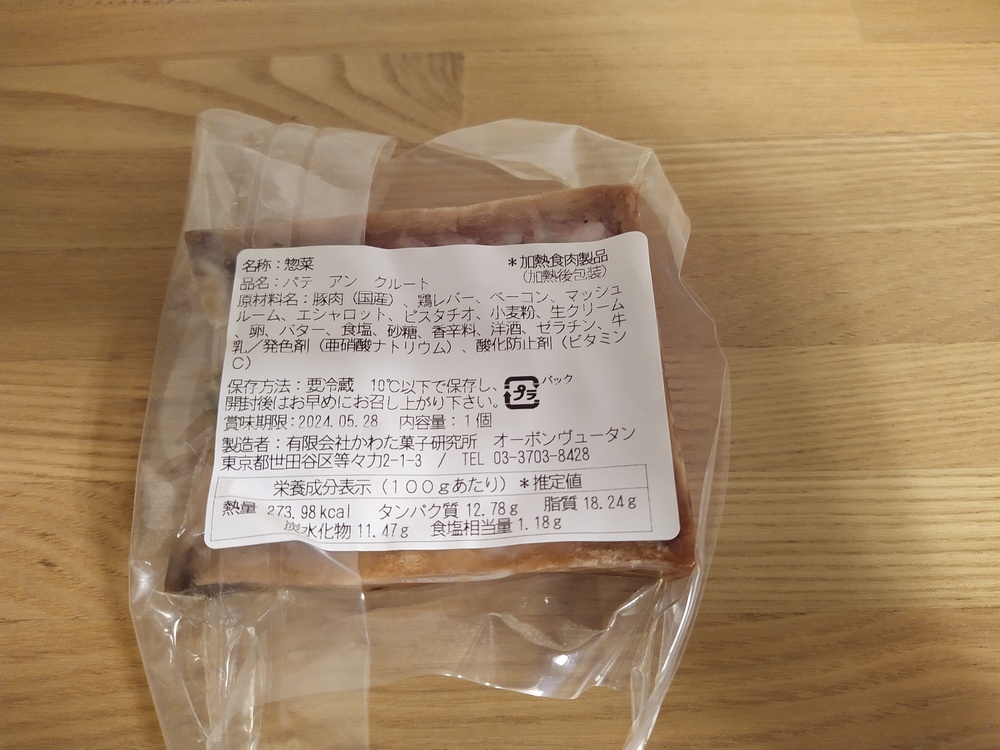 名称：惣菜 ＊加熱食肉製品
（加熱後包装）
品名：パテ　アン　クルート
原材料名：豚肉（国産）、鶏レバー、ベーコン、マッシュ
ルーム、エシャロット、ピスタチオ、小麦粉、生クリーム
、卵、バター、食塩、砂糖、香辛料、洋酒、ゼラチン、牛
乳／発色剤（亜硝酸ナトリウム）、酸化防止剤（ビタミン
C）
保存方法：要冷蔵　10℃以下で保存し、
開封後はお早めにお召し上がり下さい。
プラ
パック
賞味期限：2024.05.28　内容量：１個
製造者：有限会社かわた菓子研究所　オーボンヴュータン
東京都世田谷区等々力2-1-3　/　TEL 03-3703-8428
栄養成分表示（１００ｇあたり）＊推定値
熱量 273.98kcal　タンパク質 12.78g　脂質 18.24g
炭水化物 11.47g　食塩相当量 1.18g